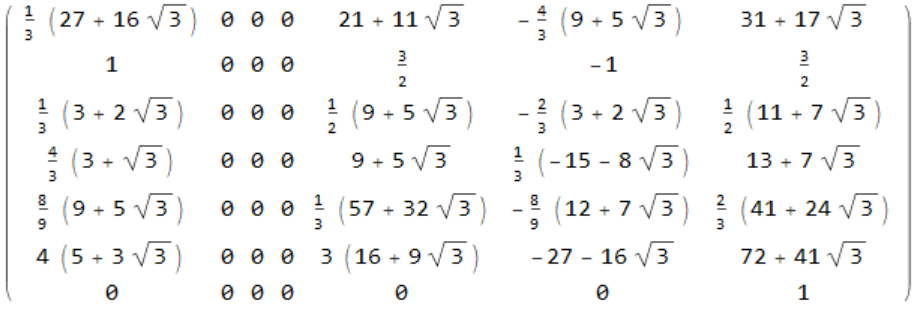 1/3 (27 + 16 √3) 0 0 0 21 + 11 √3 - 4/3 (9 + 5 √3) 31 + 17 √3
1 0 0 0 3/2 -1 3/2
1/3 (3 + 2 √3) 0 0 0 1/2 (9 + 5 √3) - 2/3 (3 + 2 √3) 1/2 (11 + 7 √3)
4/3 (3 + √3) 0 0 0 9 + 5 √3 1/3 (-15 - 8 √3) 13 + 7 √3
8/9 (9 + 5 √3) 0 0 0 1/3 (57 + 32 √3) - 8/9 (12 + 7 √3) 2/3 (41 + 24 √3)
4 (5 + 3 √3) 0 0 0 3 (16 + 9 √3) -27 - 16 √3 72 + 41 √3
0 0 0 0 0 0 1